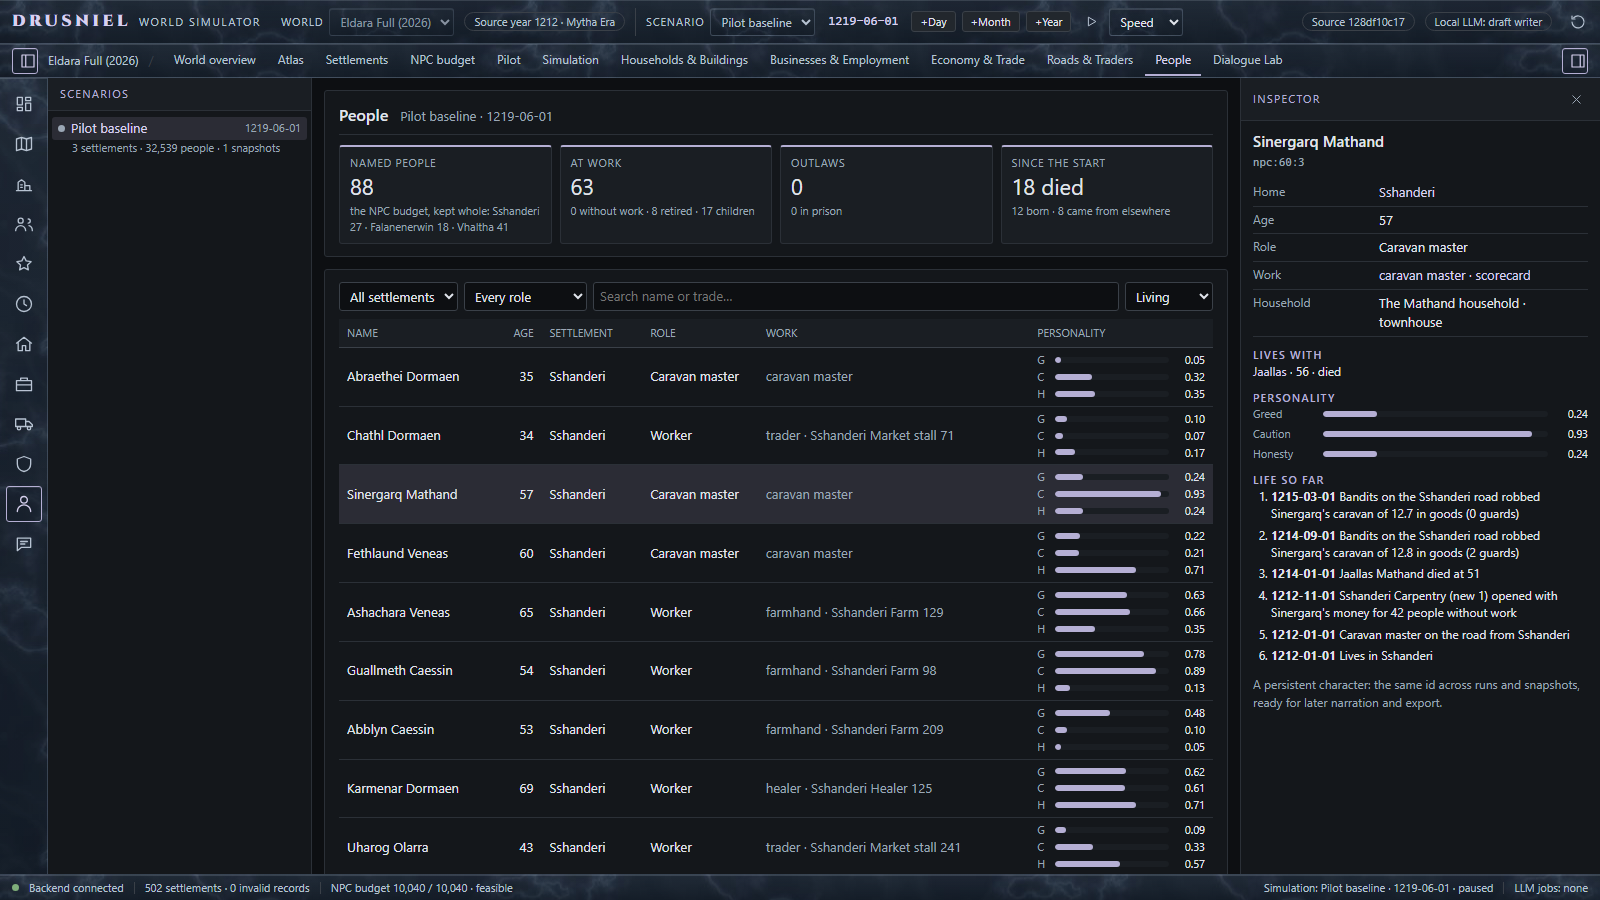 DRUSNIEL WORLD SIMULATOR WORLD Eldara Full (2026) Source year 1212 · Mytha Era SCENARIO Pilot baseline 1219-06-01 +Day +Month +Year Speed Source 128df10c17 Local LLM: draft writer
Eldara Full (2026) / World overview Atlas Settlements NPC budget Pilot Simulation Households & Buildings Businesses & Employment Economy & Trade Roads & Traders People Dialogue Lab
SCENARIOS
Pilot baseline 1219-06-01
3 settlements · 32,539 people · 1 snapshots
People Pilot baseline · 1219-06-01
NAMED PEOPLE
88
the NPC budget, kept whole: Sshanderi
27 · Falanenerwin 18 · Vhaltha 41
AT WORK
63
0 without work · 8 retired · 17 children
OUTLAWS
0
0 in prison
SINCE THE START
18 died
12 born · 8 came from elsewhere
All settlements Every role Search name or trade... Living
NAME AGE SETTLEMENT ROLE WORK PERSONALITY
Abraethei Dormaen 35 Sshanderi Caravan master caravan master
G 0.05
C 0.32
H 0.35
Chathl Dormaen 34 Sshanderi Worker trader · Sshanderi Market stall 71
G 0.10
C 0.07
H 0.17
Sinergarq Mathand 57 Sshanderi Caravan master caravan master
G 0.24
C 0.93
H 0.24
Fethlaund Veneas 60 Sshanderi Caravan master caravan master
G 0.22
C 0.21
H 0.71
Ashachara Veneas 65 Sshanderi Worker farmhand · Sshanderi Farm 129
G 0.63
C 0.66
H 0.35
Guallmeth Caessin 54 Sshanderi Worker farmhand · Sshanderi Farm 98
G 0.78
C 0.89
H 0.13
Abblyn Caessin 53 Sshanderi Worker farmhand · Sshanderi Farm 209
G 0.48
C 0.10
H 0.05
Karmenar Dormaen 69 Sshanderi Worker healer · Sshanderi Healer 125
G 0.62
C 0.61
H 0.71
Uharog Olarra 43 Sshanderi Worker trader · Sshanderi Market stall 241
G 0.09
C 0.33
H 0.57
INSPECTOR
Sinergarq Mathand
npc:60:3
Home Sshanderi
Age 57
Role Caravan master
Work caravan master · scorecard
Household The Mathand household ·
townhouse
LIVES WITH
Jaallas · 56 · died
PERSONALITY
Greed 0.24
Caution 0.93
Honesty 0.24
LIFE SO FAR
1. 1215-03-01 Bandits on the Sshanderi road robbed
Sinergarq's caravan of 12.7 in goods (0 guards)
2. 1214-09-01 Bandits on the Sshanderi road robbed
Sinergarq's caravan of 12.8 in goods (2 guards)
3. 1214-01-01 Jaallas Mathand died at 51
4. 1212-11-01 Sshanderi Carpentry (new 1) opened with
Sinergarq's money for 42 people without work
5. 1212-01-01 Caravan master on the road from Sshanderi
6. 1212-01-01 Lives in Sshanderi
A persistent character: the same id across runs and snapshots,
ready for later narration and export.
Backend connected 502 settlements · 0 invalid records NPC budget 10,040 / 10,040 · feasible Simulation: Pilot baseline · 1219-06-01 · paused LLM jobs: none